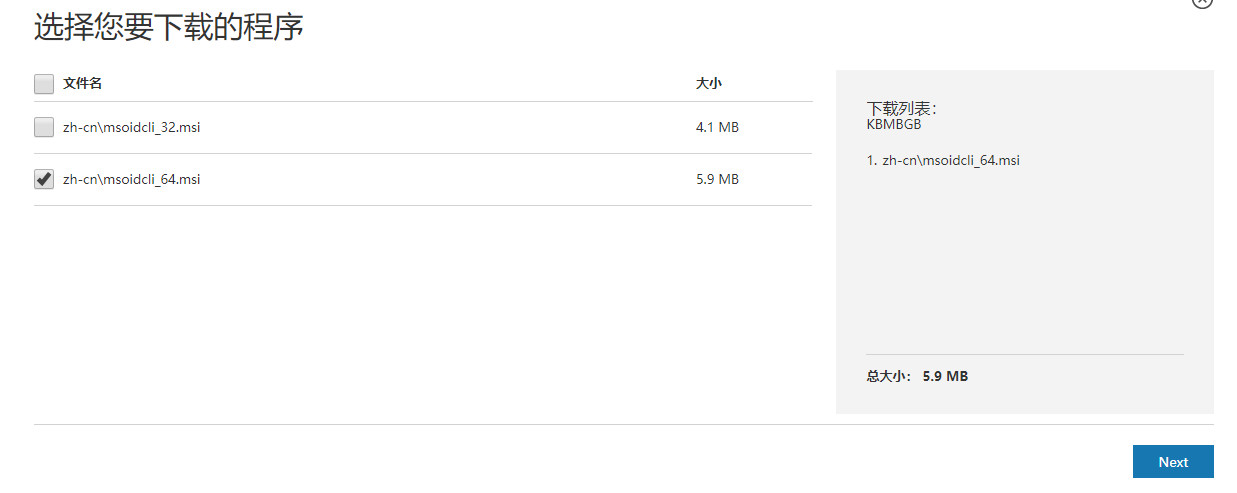 选择您要下载的程序
文件名 大小
zh-cn\msoidcli_32.msi 4.1 MB
zh-cn\msoidcli_64.msi 5.9 MB
下载列表：
KBMBGB
1. zh-cn\msoidcli_64.msi
总大小： 5.9 MB
Next